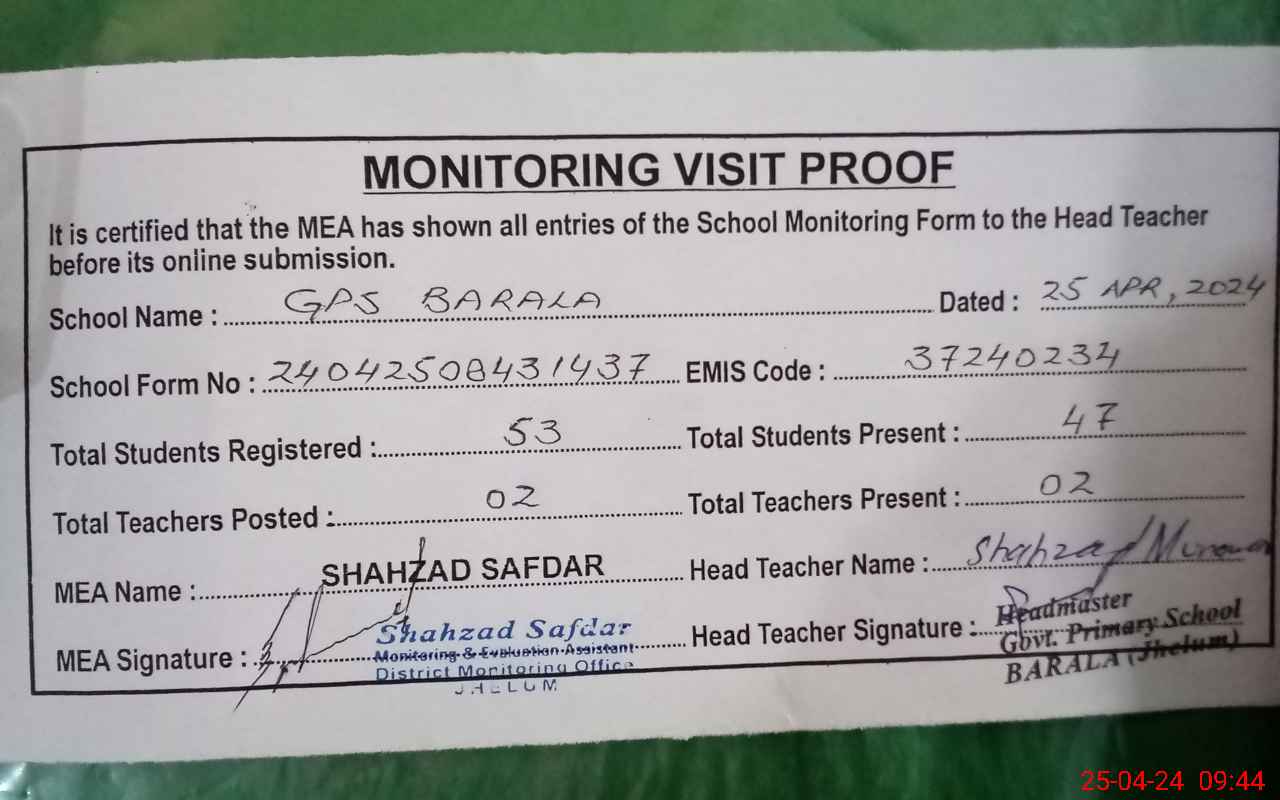 MONITORING VISIT PROOF
It is certified that the MEA has shown all entries of the School Monitoring Form to the Head Teacher
before its online submission.
School Name : GPS BARALA Dated : 25 APR, 2024
School Form No : 24042508431437 EMIS Code : 37240234
Total Students Registered : 53 Total Students Present : 47
Total Teachers Posted : 02 Total Teachers Present : 02
MEA Name : SHAHZAD SAFDAR Head Teacher Name : Shahzad Munawar
MEA Signature : Head Teacher Signature :
Shahzad Safdar
Monitoring & Evaluation Assistant
District Monitoring Office
JHELUM
Headmaster
Govt. Primary School
BARALA (Jhelum)
25-04-24 09:44